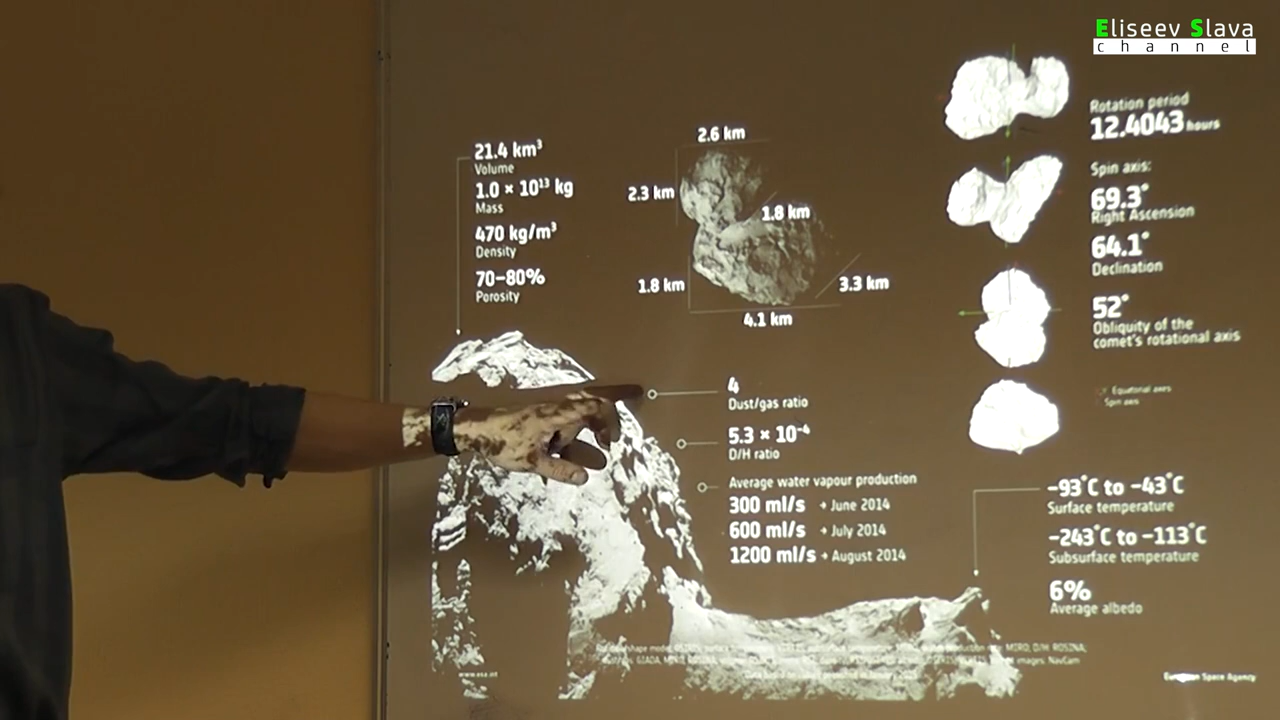 Eliseev Slava
channel
21.4 km³
Volume
1.0 × 10¹³ kg
Mass
470 kg/m³
Density
70-80%
Porosity
2.6 km
2.3 km
1.8 km
1.8 km
3.3 km
4.1 km
Rotation period
12.4043 hours
Spin axis:
69.3°
Right Ascension
64.1°
Declination
52°
Obliquity of the
comet's rotational axis
Equatorial axes
Spin axis
4
Dust/gas ratio
5.3 × 10⁻⁴
D/H ratio
Average water vapour production
300 ml/s → June 2014
600 ml/s → July 2014
1200 ml/s → August 2014
-93°C to -43°C
Surface temperature
-243°C to -113°C
Subsurface temperature
6%
Average albedo
MIRO; D/H: ROSINA;
images: NavCam
www.esa.int
European Space Agency